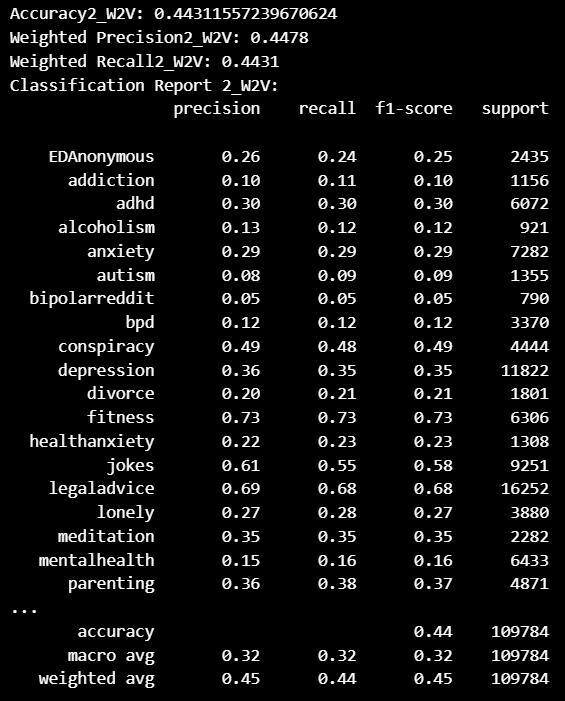 Accuracy2_W2V: 0.44311557239670624
Weighted Precision2_W2V: 0.4478
Weighted Recall2_W2V: 0.4431
Classification Report 2_W2V:
precision recall f1-score support
EDAnonymous 0.26 0.24 0.25 2435
addiction 0.10 0.11 0.10 1156
adhd 0.30 0.30 0.30 6072
alcoholism 0.13 0.12 0.12 921
anxiety 0.29 0.29 0.29 7282
autism 0.08 0.09 0.09 1355
bipolarreddit 0.05 0.05 0.05 790
bpd 0.12 0.12 0.12 3370
conspiracy 0.49 0.48 0.49 4444
depression 0.36 0.35 0.35 11822
divorce 0.20 0.21 0.21 1801
fitness 0.73 0.73 0.73 6306
healthanxiety 0.22 0.23 0.23 1308
jokes 0.61 0.55 0.58 9251
legaladvice 0.69 0.68 0.68 16252
lonely 0.27 0.28 0.27 3880
meditation 0.35 0.35 0.35 2282
mentalhealth 0.15 0.16 0.16 6433
parenting 0.36 0.38 0.37 4871
...
accuracy 0.44 109784
macro avg 0.32 0.32 0.32 109784
weighted avg 0.45 0.44 0.45 109784